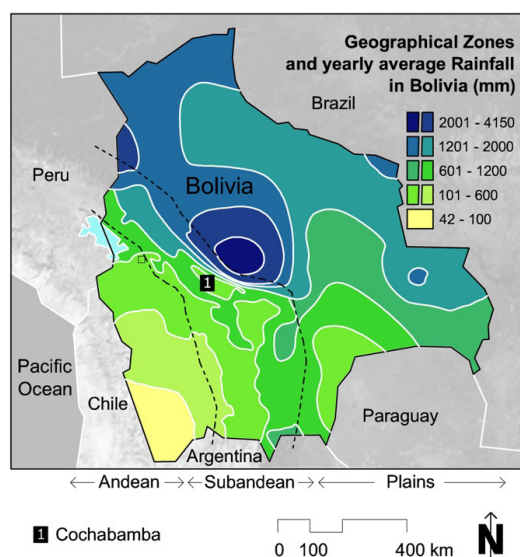 Geographical Zones
and yearly average Rainfall
in Bolivia (mm)
Brazil
2001 - 4150
1201 - 2000
601 - 1200
101 - 600
42 - 100
Peru
Bolivia
1
Pacific
Ocean
Chile
Paraguay
Argentina
Andean
Subandean
Plains
1 Cochabamba
0 100 400 km
N